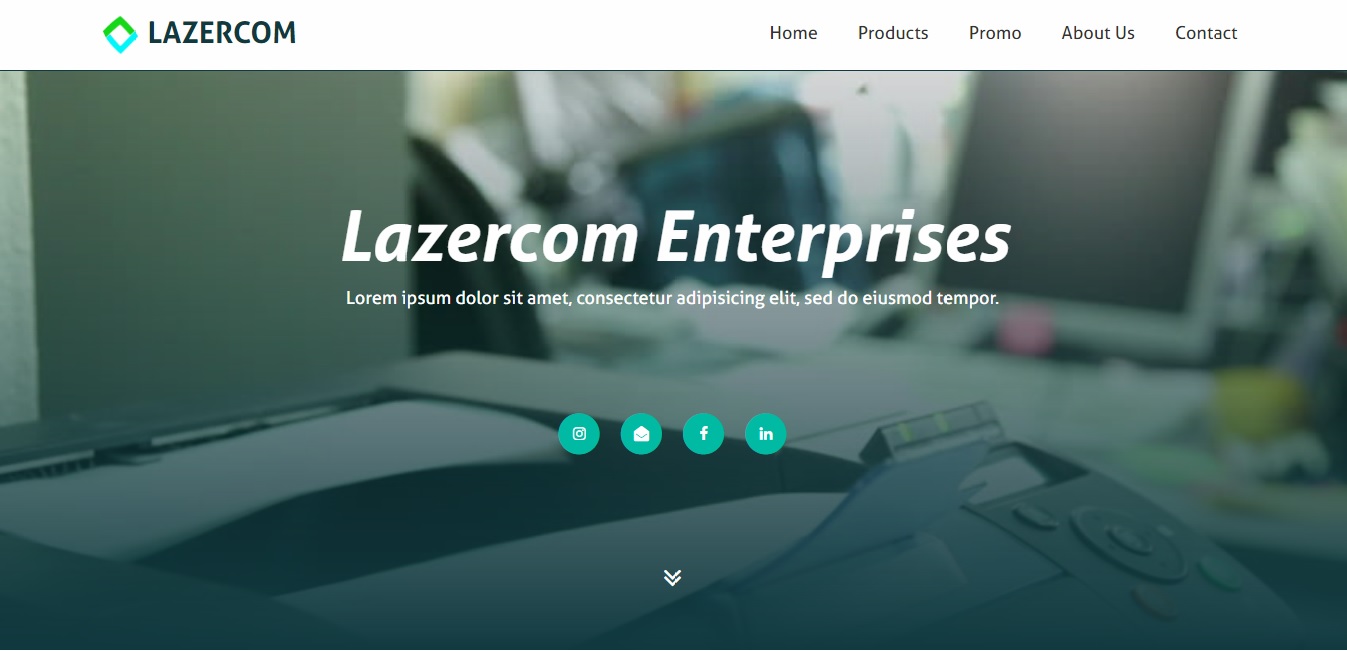 LAZERCOM
Home Products Promo About Us Contact
Lazercom Enterprises
Lorem ipsum dolor sit amet, consectetur adipisicing elit, sed do eiusmod tempor.